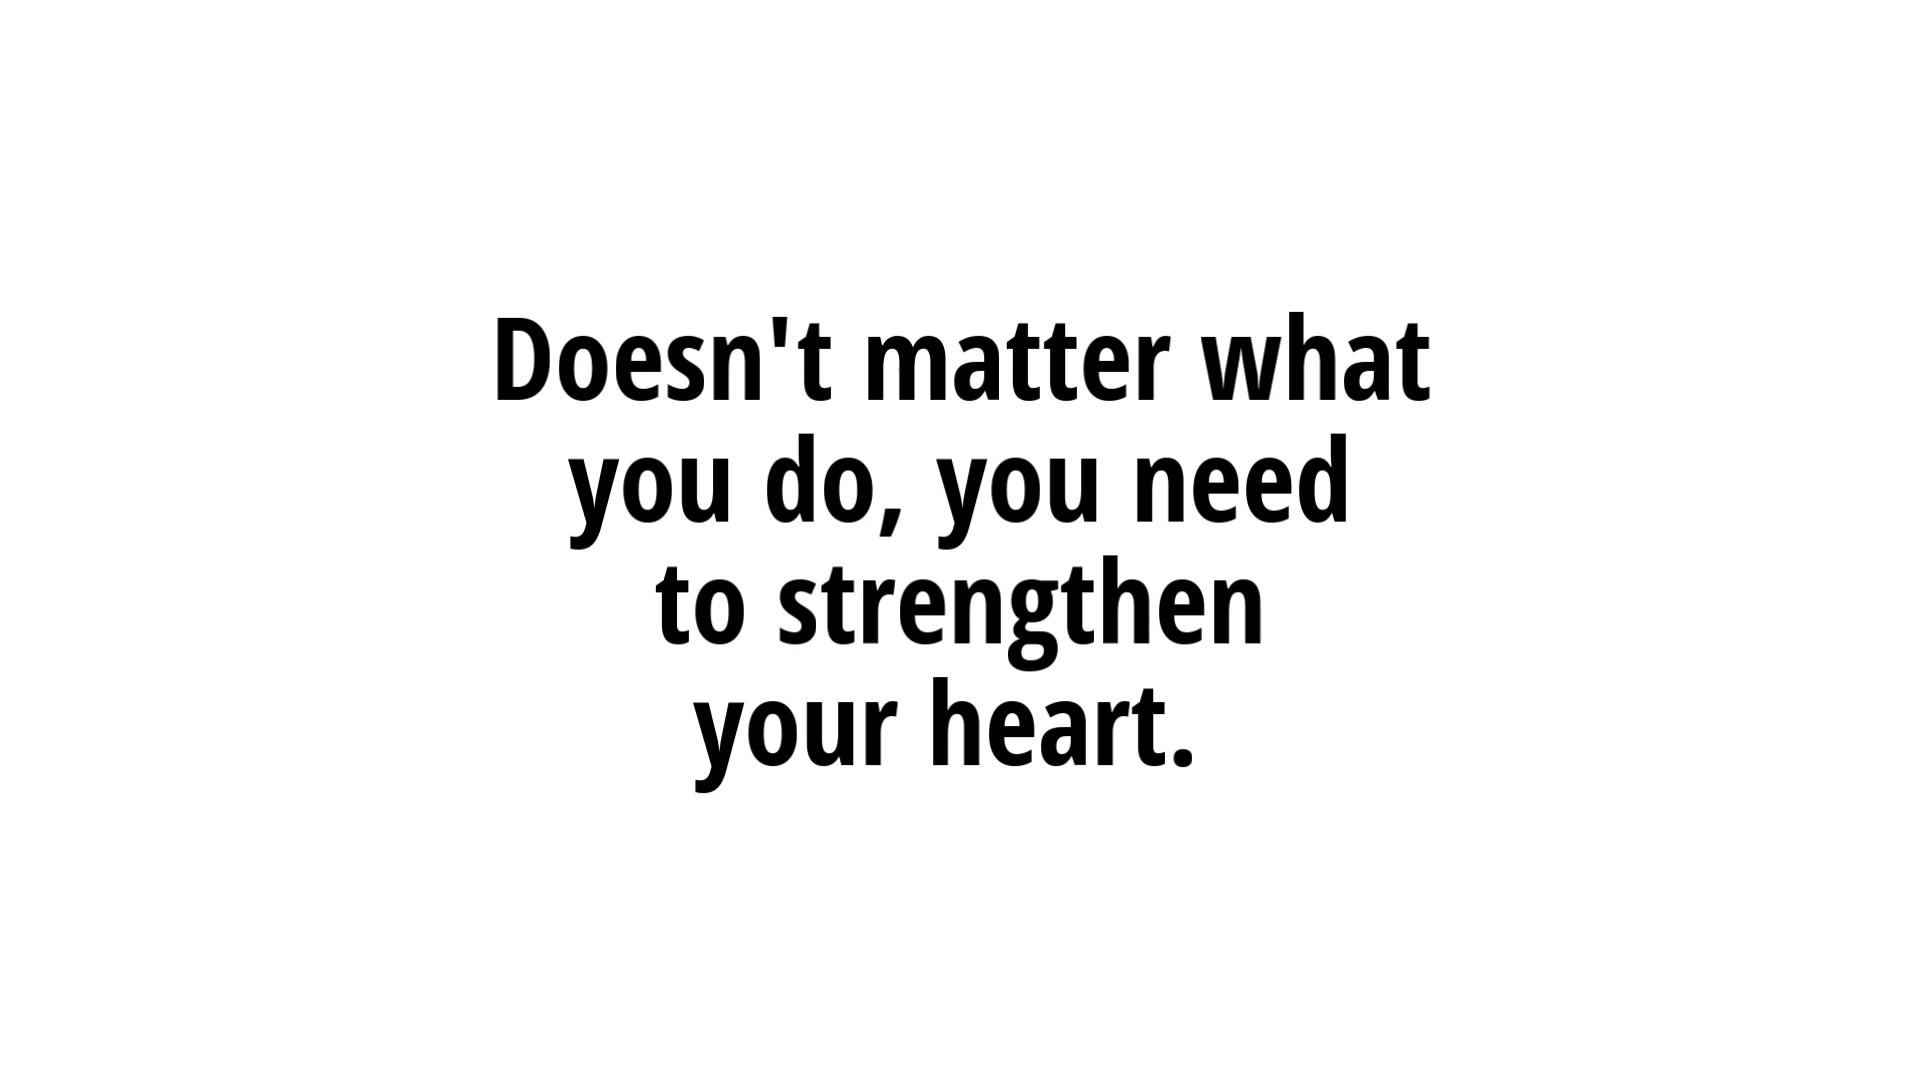 Doesn't matter what
you do, you need
to strengthen
your heart.